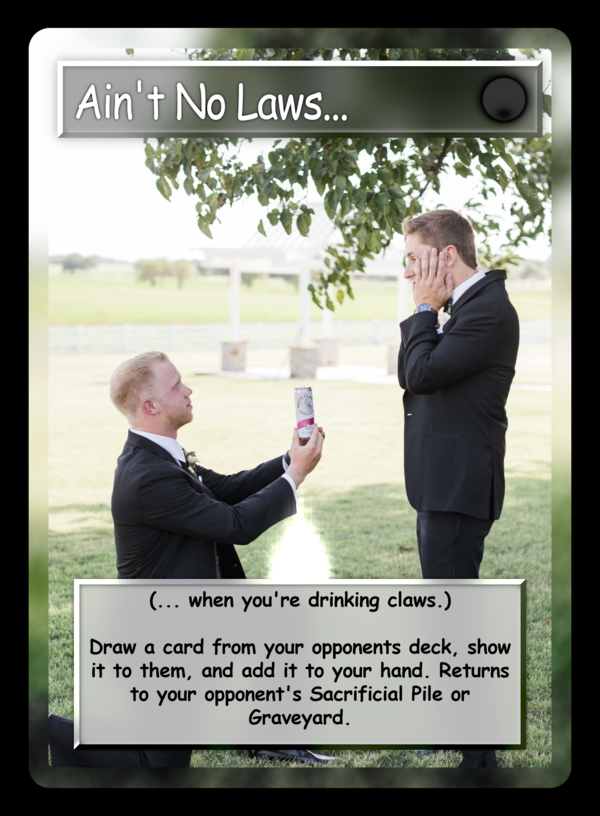 Ain't No Laws...
(... when you're drinking claws.)
Draw a card from your opponents deck, show
it to them, and add it to your hand. Returns
to your opponent's Sacrificial Pile or
Graveyard.